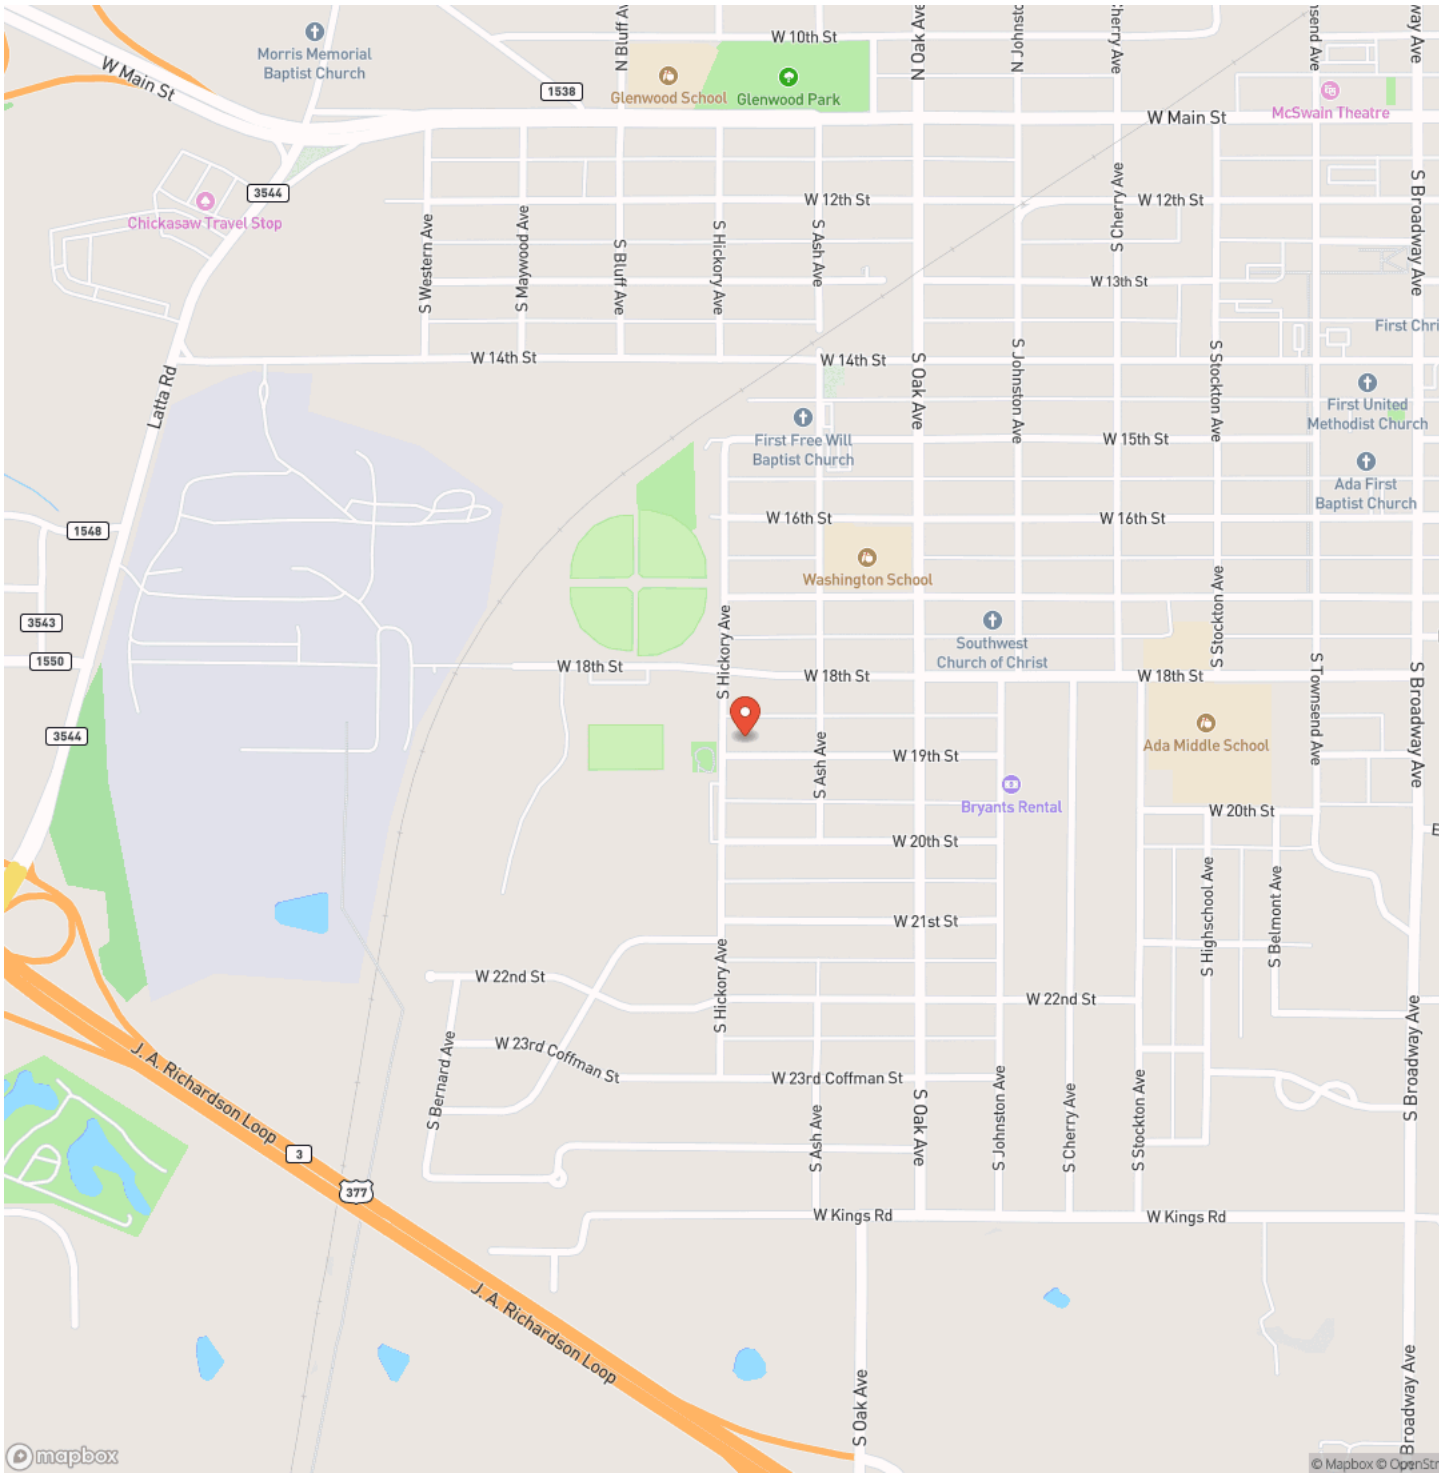 N Bluff Av
W 10th St
N Oak Ave
N Johnston
Cherry Ave
nsend Ave
way Ave
Morris Memorial
Baptist Church
W Main St
1538
Glenwood School
Glenwood Park
McSwain Theatre
W Main St
3544
Chickasaw Travel Stop
W 12th St
W 12th St
S Western Ave
S Maywood Ave
S Bluff Ave
S Hickory Ave
S Ash Ave
S Cherry Ave
S Broadway Ave
W 13th St
First Chri
Latta Rd
W 14th St
W 14th St
S Oak Ave
S Johnston Ave
S Stockton Ave
First United
Methodist Church
First Free Will
Baptist Church
W 15th St
Ada First
Baptist Church
W 16th St
W 16th St
1548
Washington School
3543
1550
S Hickory Ave
Southwest
Church of Christ
S Stockton Ave
W 18th St
W 18th St
W 18th St
S Townsend Ave
S Broadway Ave
3544
Ada Middle School
S Ash Ave
W 19th St
Bryants Rental
W 20th St
E
W 20th St
S Highschool Ave
S Belmont Ave
W 21st St
W 22nd St
S Hickory Ave
W 22nd St
S Bernard Ave
W 23rd Coffman St
W 23rd Coffman St
S Broadway Ave
J. A. Richardson Loop
S Ash Ave
S Oak Ave
S Johnston Ave
S Cherry Ave
S Stockton Ave
3
377
W Kings Rd
W Kings Rd
J. A. Richardson Loop
S Oak Ave
S Broadway Ave
mapbox
© Mapbox © OpenStr